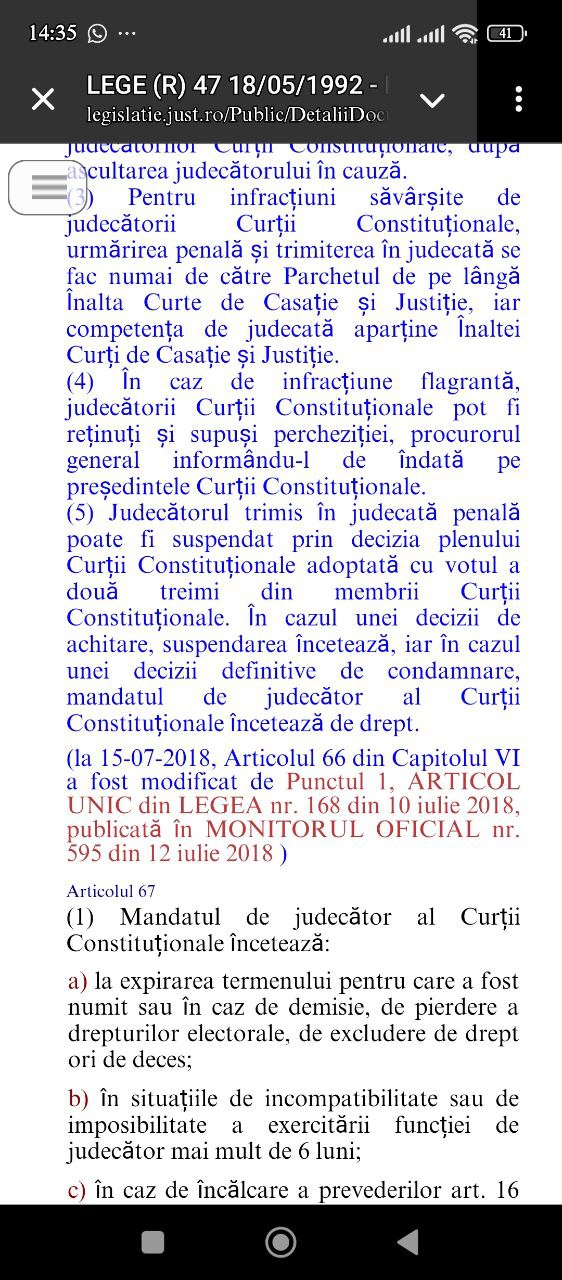 14:35 ...
41
LEGE (R) 47 18/05/1992 -
legislatie.just.ro/Public/DetaliiDoc
judecătorilor Curții Constituționale, după
ascultarea judecătorului în cauză.
(3) Pentru infracțiuni săvârșite de
judecătorii Curții Constituționale,
urmărirea penală și trimiterea în judecată se
fac numai de către Parchetul de pe lângă
Înalta Curte de Casație și Justiție, iar
competența de judecată aparține Înaltei
Curți de Casație și Justiție.
(4) În caz de infracțiune flagrantă,
judecătorii Curții Constituționale pot fi
reținuți și supuși percheziției, procurorul
general informându-l de îndată pe
președintele Curții Constituționale.
(5) Judecătorul trimis în judecată penală
poate fi suspendat prin decizia plenului
Curții Constituționale adoptată cu votul a
două treimi din membrii Curții
Constituționale. În cazul unei decizii de
achitare, suspendarea încetează, iar în cazul
unei decizii definitive de condamnare,
mandatul de judecător al Curții
Constituționale încetează de drept.
(la 15-07-2018, Articolul 66 din Capitolul VI
a fost modificat de Punctul 1, ARTICOL
UNIC din LEGEA nr. 168 din 10 iulie 2018,
publicată în MONITORUL OFICIAL nr.
595 din 12 iulie 2018 )
Articolul 67
(1) Mandatul de judecător al Curții
Constituționale încetează:
a) la expirarea termenului pentru care a fost
numit sau în caz de demisie, de pierdere a
drepturilor electorale, de excludere de drept
ori de deces;
b) în situațiile de incompatibilitate sau de
imposibilitate a exercitării funcției de
judecător mai mult de 6 luni;
c) în caz de încălcare a prevederilor art. 16